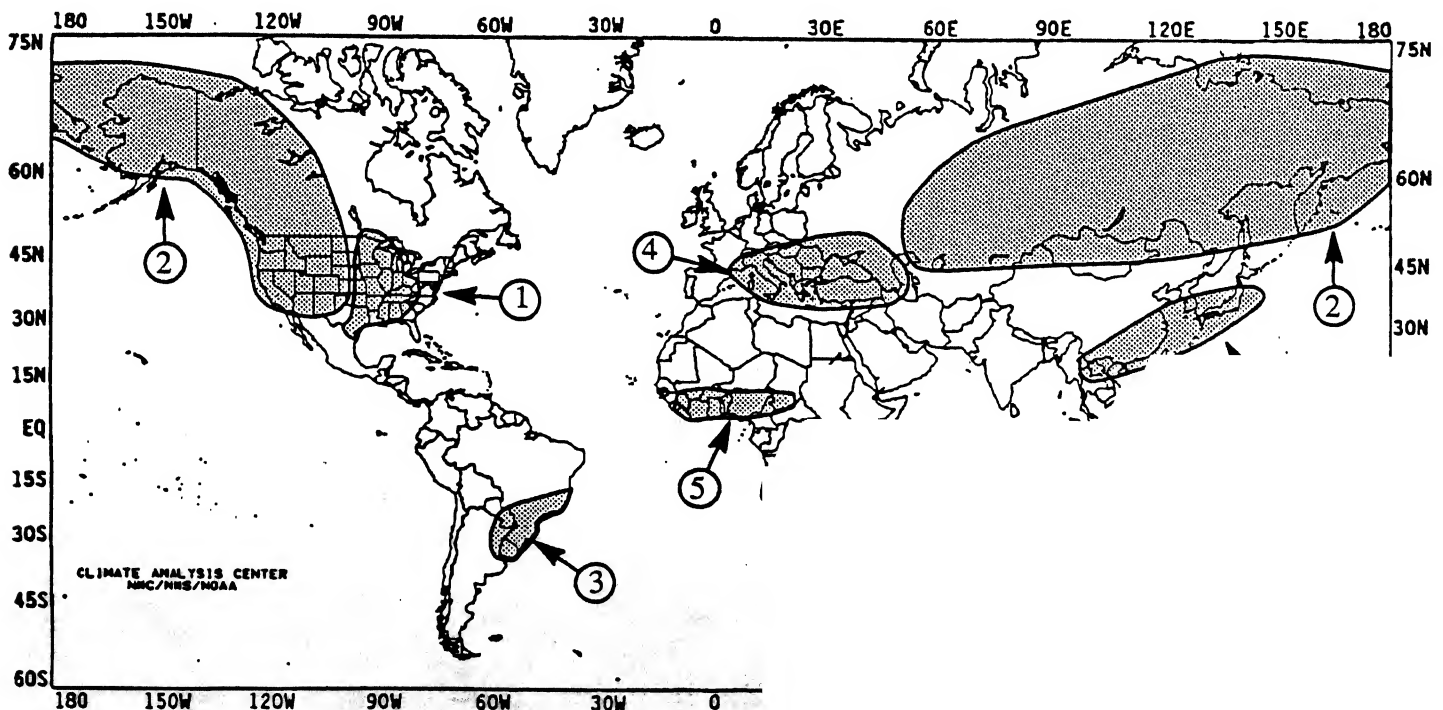 180 150W 120W 90W 60W 30W 0 30E 60E 90E 120E 150E 180
75N 75N
60N 60N
45N 45N
30N 30N
15N
EQ
15S
30S
45S
60S
2
4
1
2
5
3
CLIMATE ANALYSIS CENTER
NMC/NWS/NOAA
180 150W 120W 90W 60W 30W 0